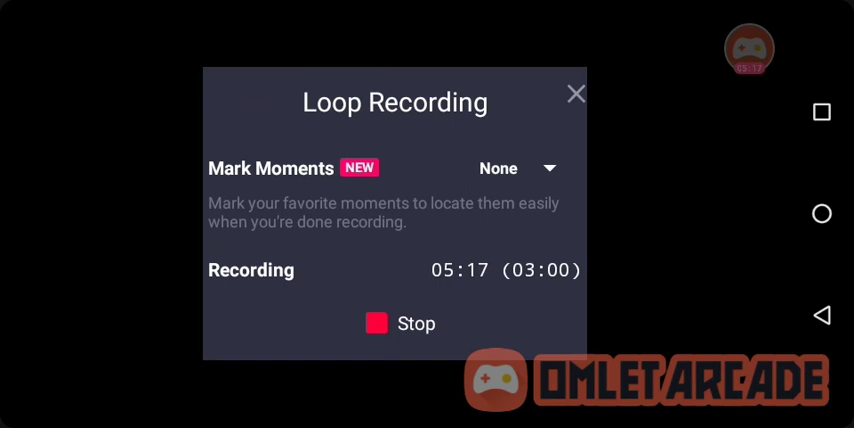 05:17
Loop Recording
Mark Moments NEW None
Mark your favorite moments to locate them easily
when you're done recording.
Recording 05:17 (03:00)
Stop
OMLET ARCADE